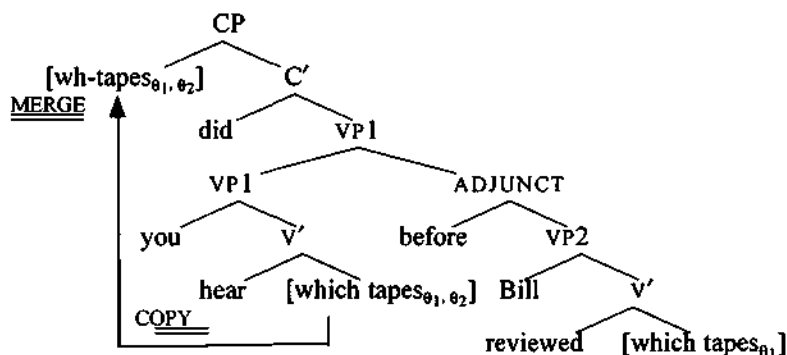 CP
[wh-tapesθ1, θ2] C′
MERGE
did VP1
VP1 ADJUNCT
you V′ before VP2
hear [which tapesθ1, θ2] Bill V′
COPY
reviewed [which tapesθ1]